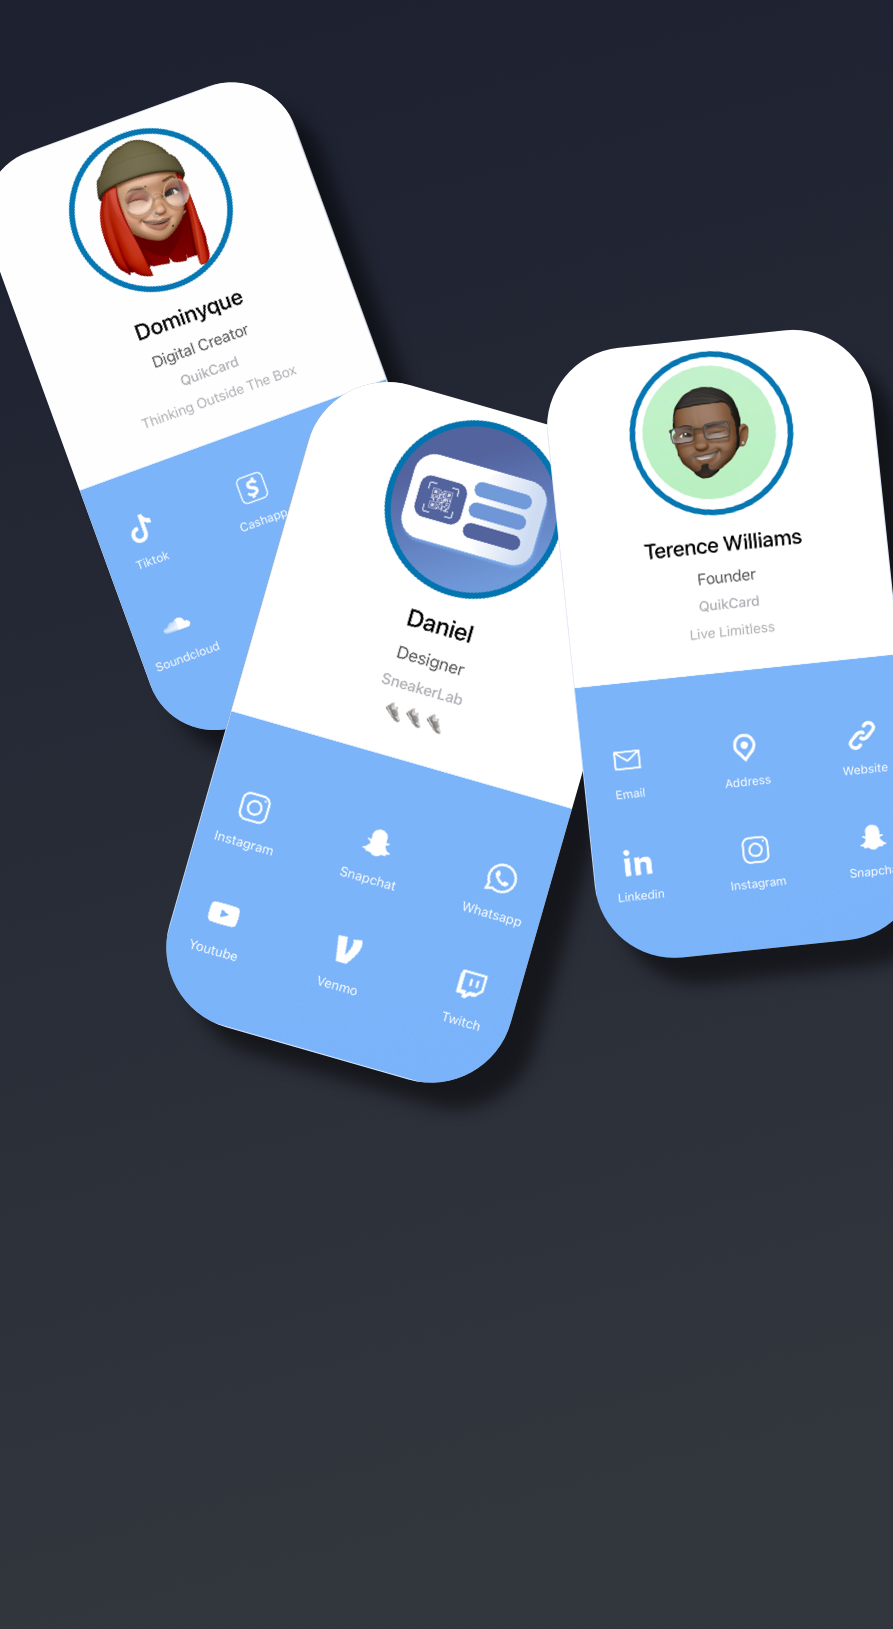 Dominyque
Digital Creator
QuikCard
Thinking Outside The Box
Tiktok
Cashapp
Soundcloud
Daniel
Designer
SneakerLab
Instagram
Snapchat
Whatsapp
Youtube
Venmo
Twitch
Terence Williams
Founder
QuikCard
Live Limitless
Email
Address
Website
Linkedin
Instagram
Snapcha